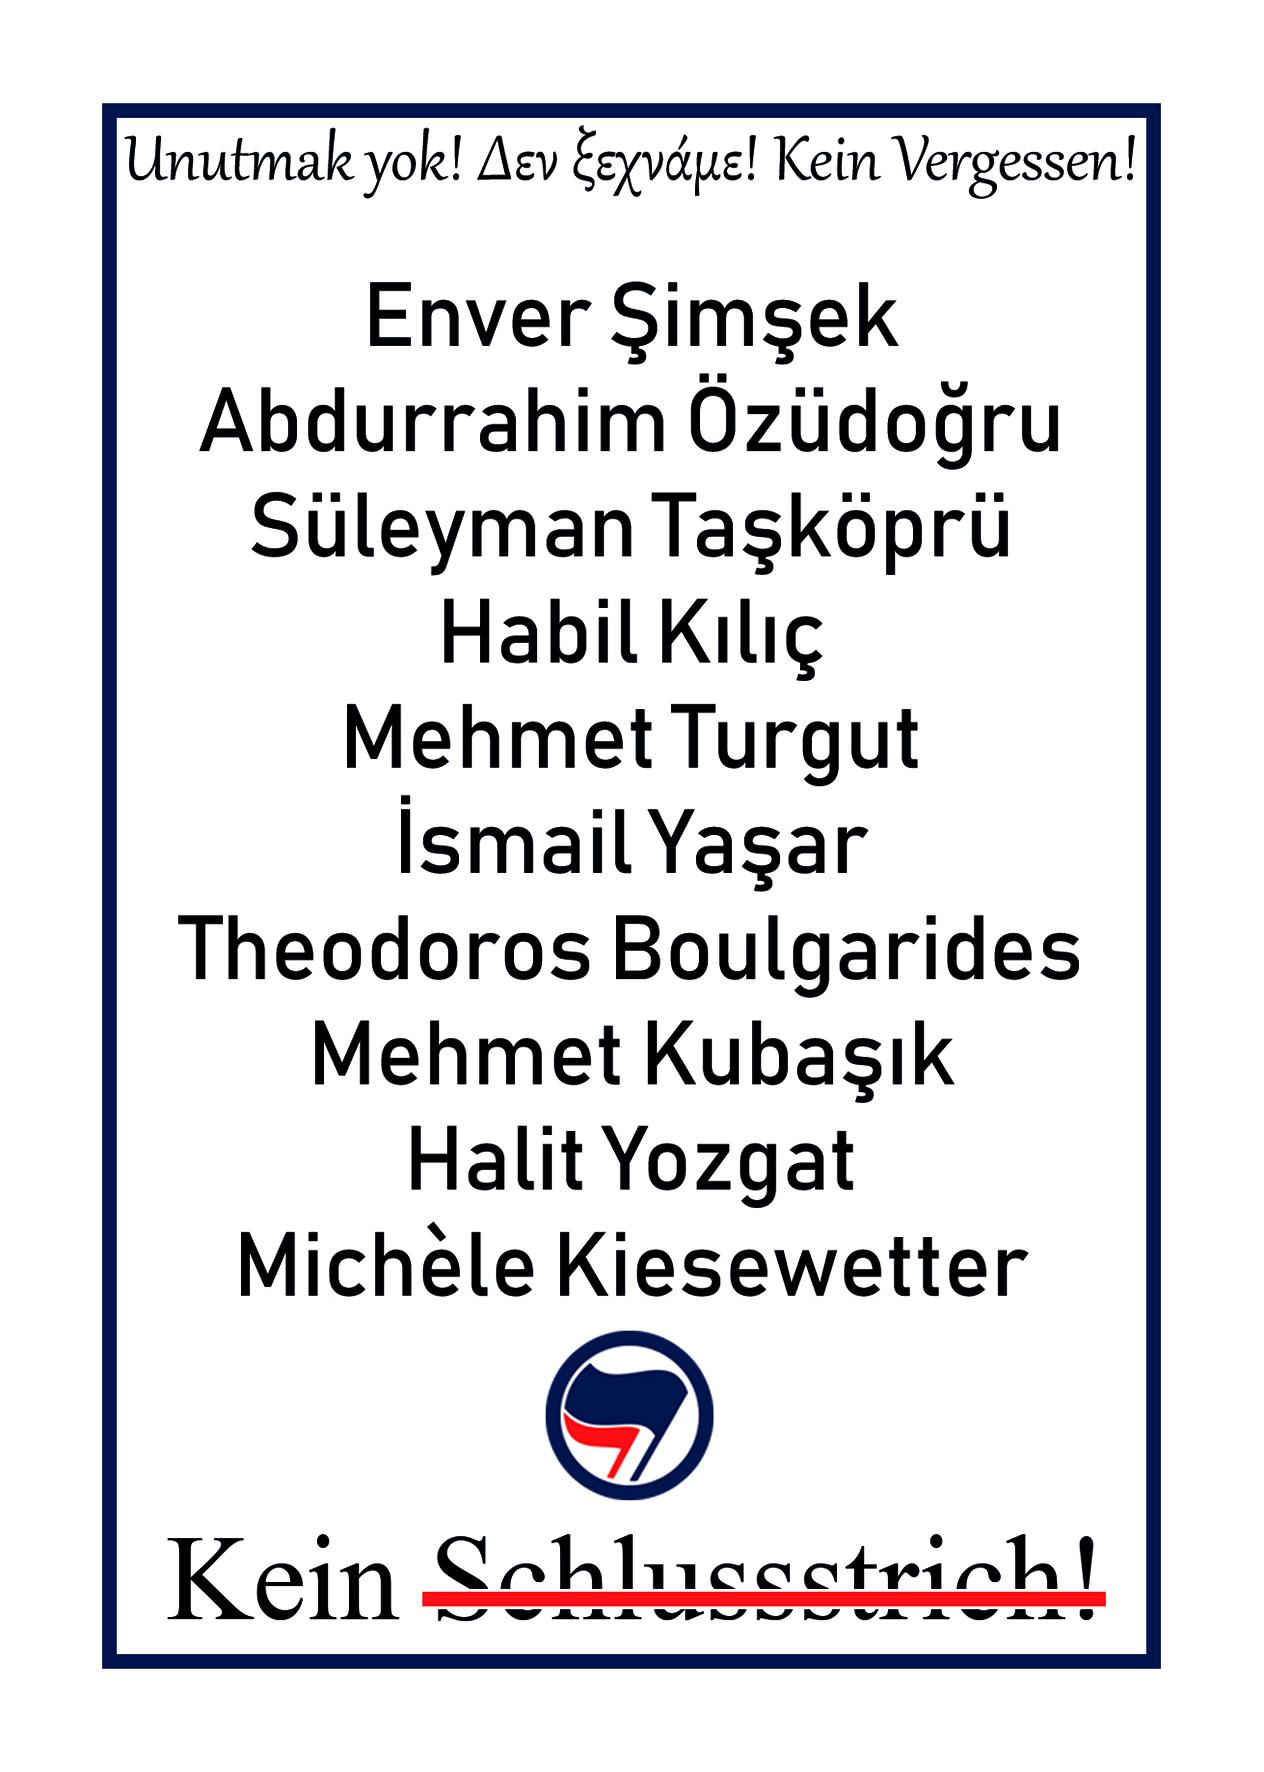 Unutmak yok! Δεν ξεχνάμε! Kein Vergessen!
Enver Şimşek
Abdurrahim Özüdoğru
Süleyman Taşköprü
Habil Kılıç
Mehmet Turgut
İsmail Yaşar
Theodoros Boulgarides
Mehmet Kubaşık
Halit Yozgat
Michèle Kiesewetter
Kein Schlussstrich!